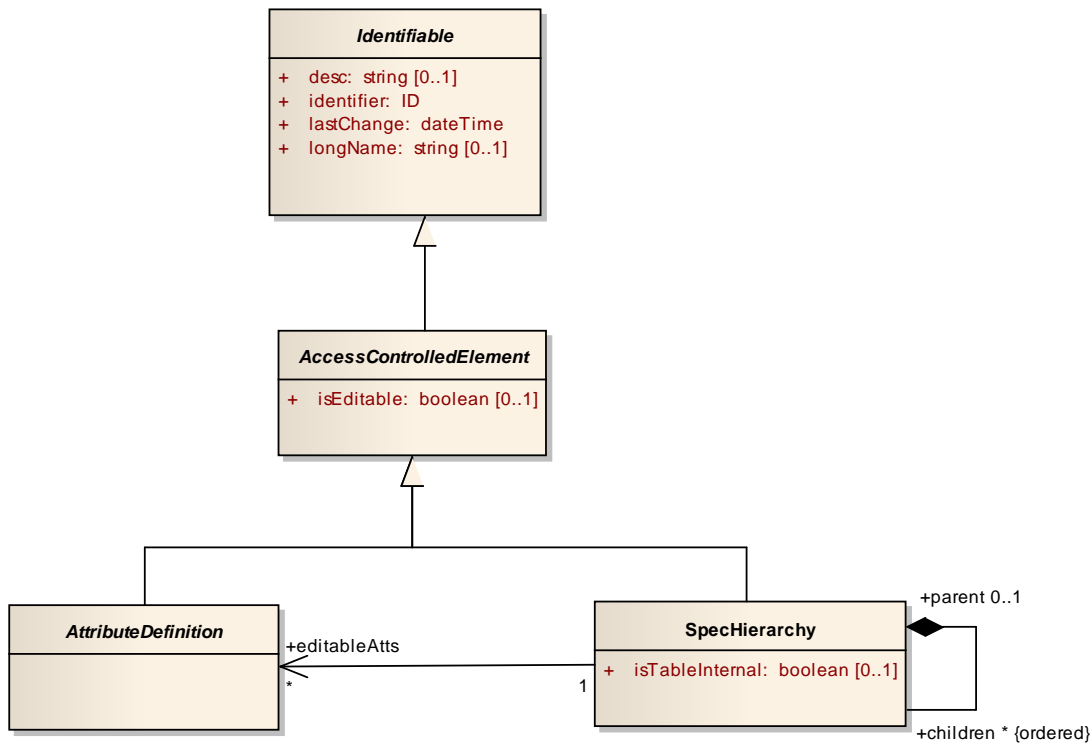 Identifiable
+ desc: string [0..1]
+ identifier: ID
+ lastChange: dateTime
+ longName: string [0..1]
AccessControlledElement
+ isEditable: boolean [0..1]
AttributeDefinition
+editableAtts
*
1
SpecHierarchy
+ isTableInternal: boolean [0..1]
+parent 0..1
+children * {ordered}